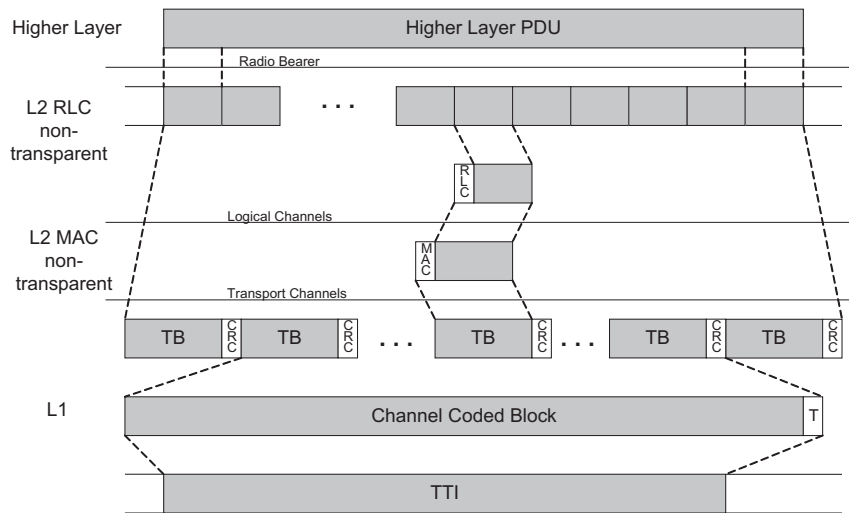 Higher Layer
Higher Layer PDU
Radio Bearer
L2 RLC
non-
transparent
. . .
RLC
Logical Channels
L2 MAC
non-
transparent
MAC
Transport Channels
TB CRC TB CRC . . . TB CRC . . . TB CRC TB CRC
L1
Channel Coded Block T
TTI